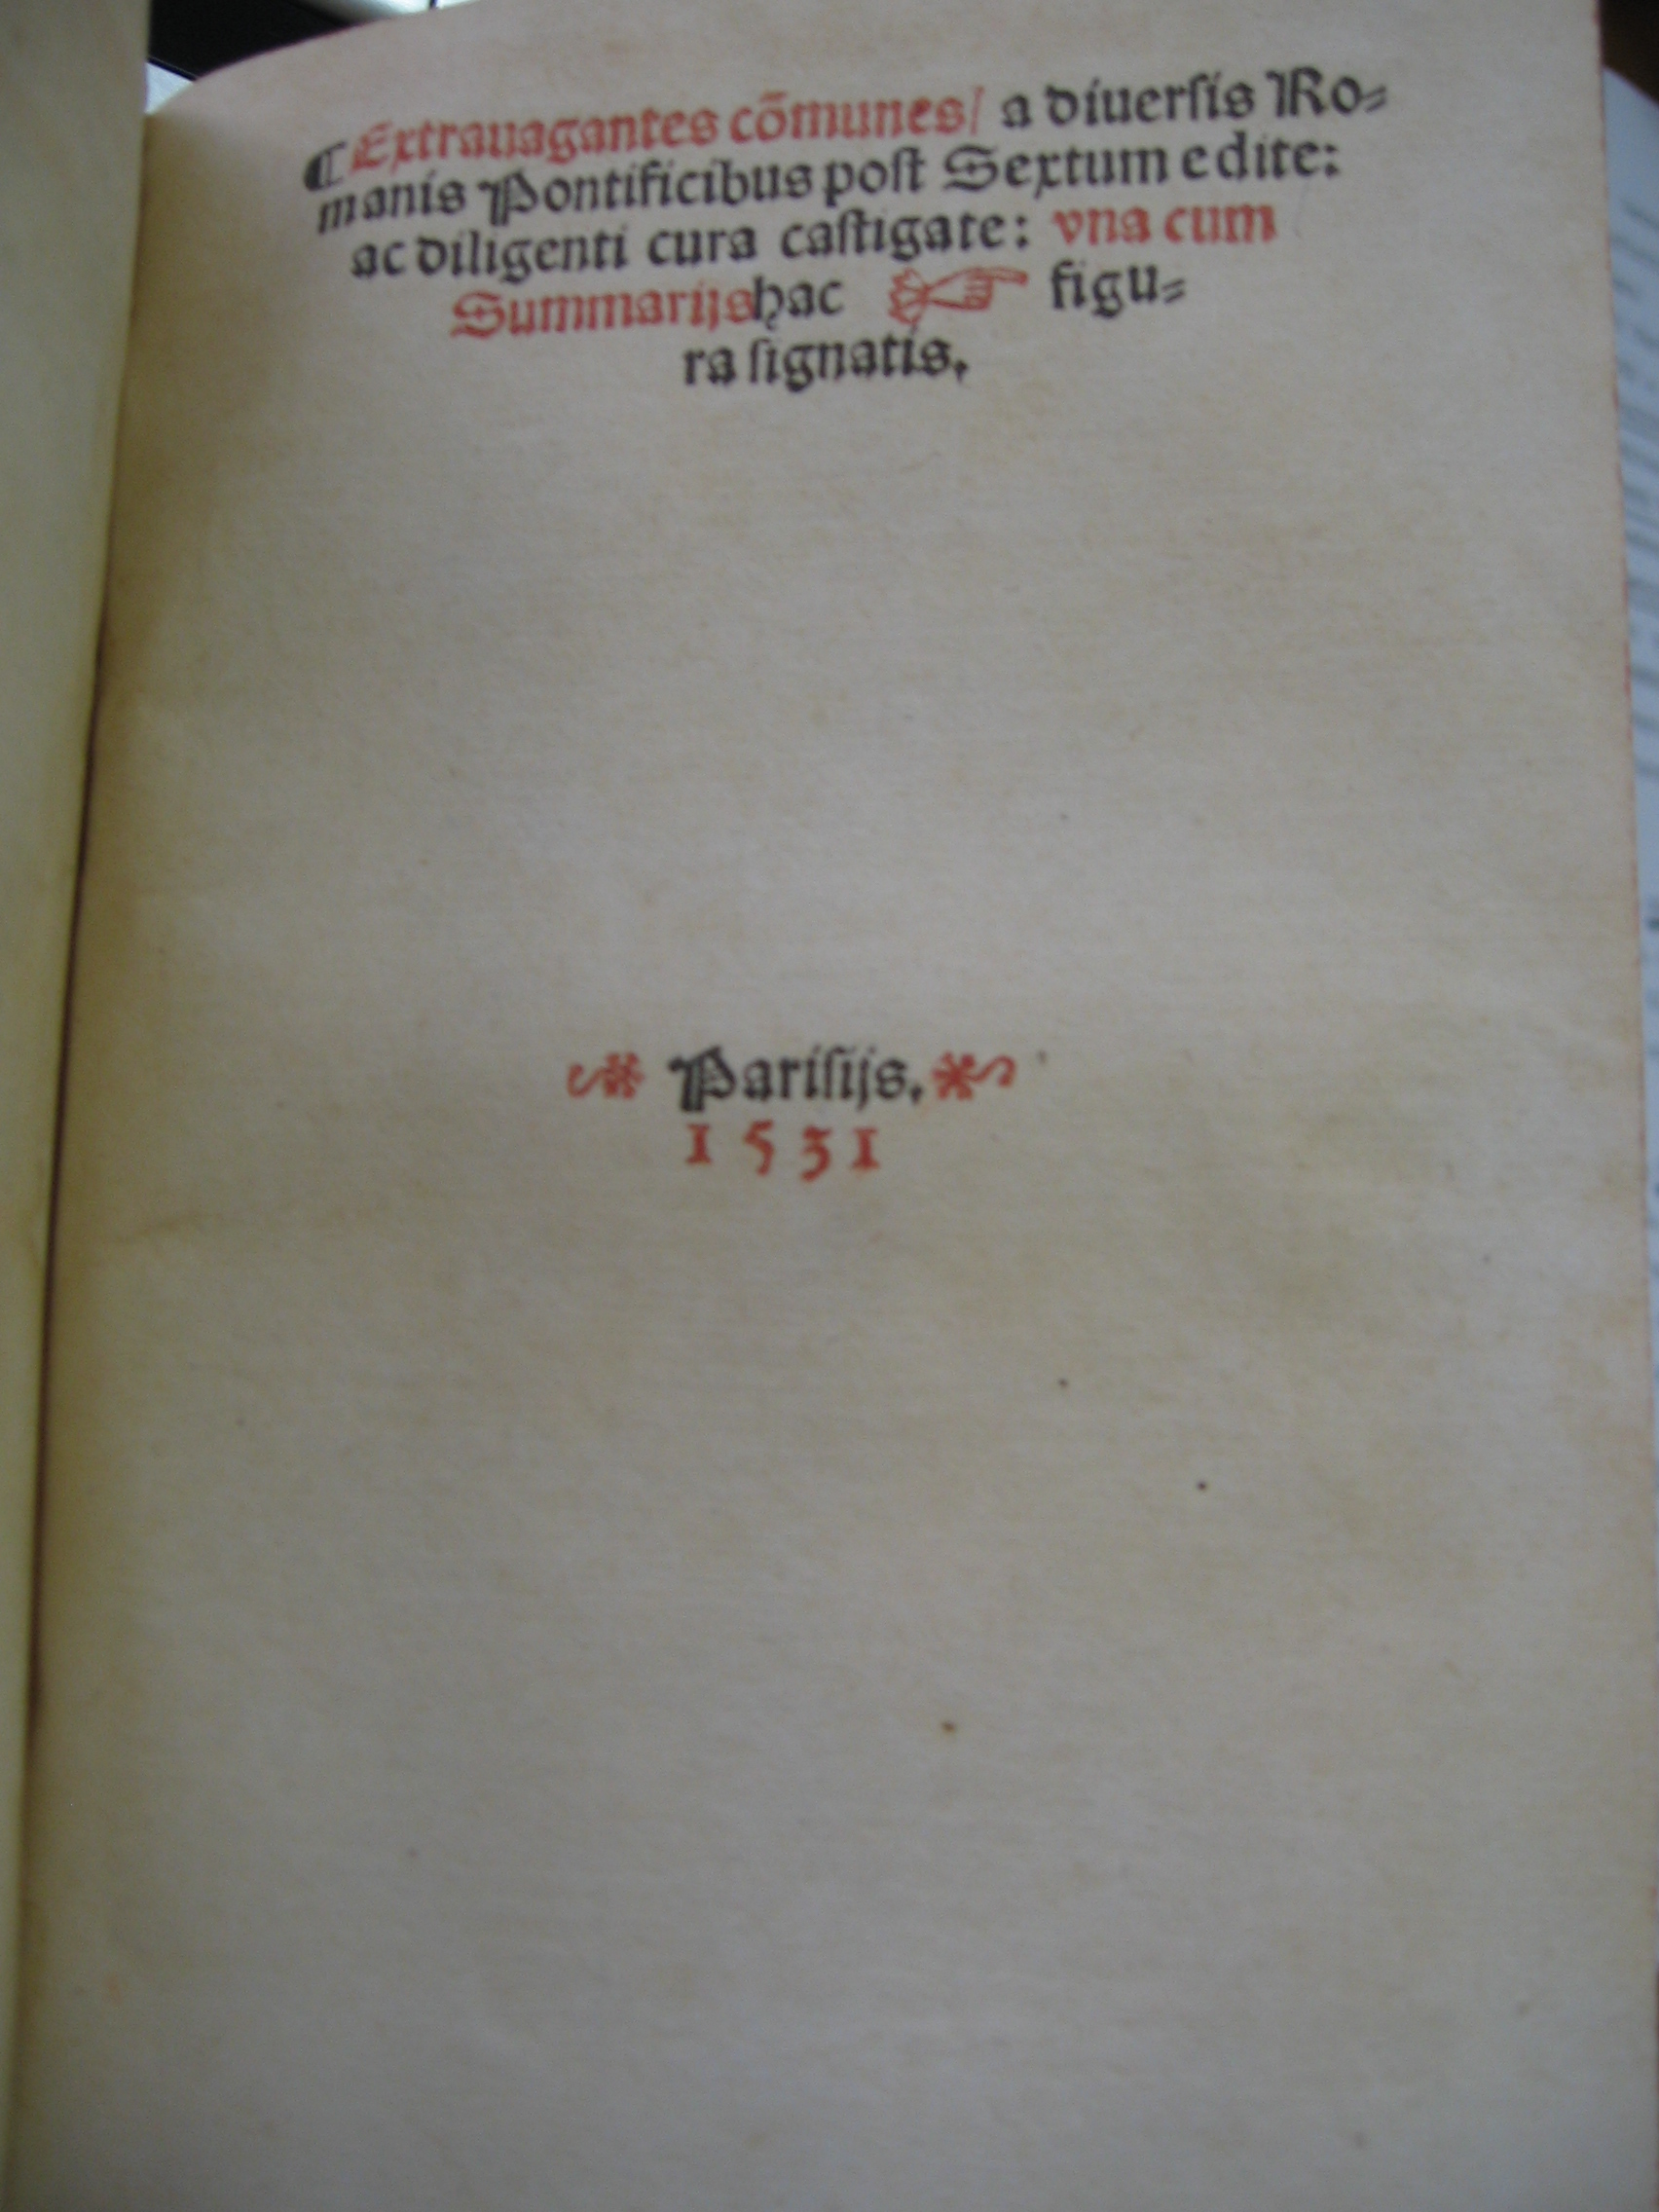 ¶Extrauagantes cõmunes/ a diuerſis Ro⸗
manis Pontificibus poſt Sextum edite:
ac diligenti cura caſtigate: vna cum
Summarijs hac ☞ figu⸗
ra ſignatis.
Pariſijs.
1531